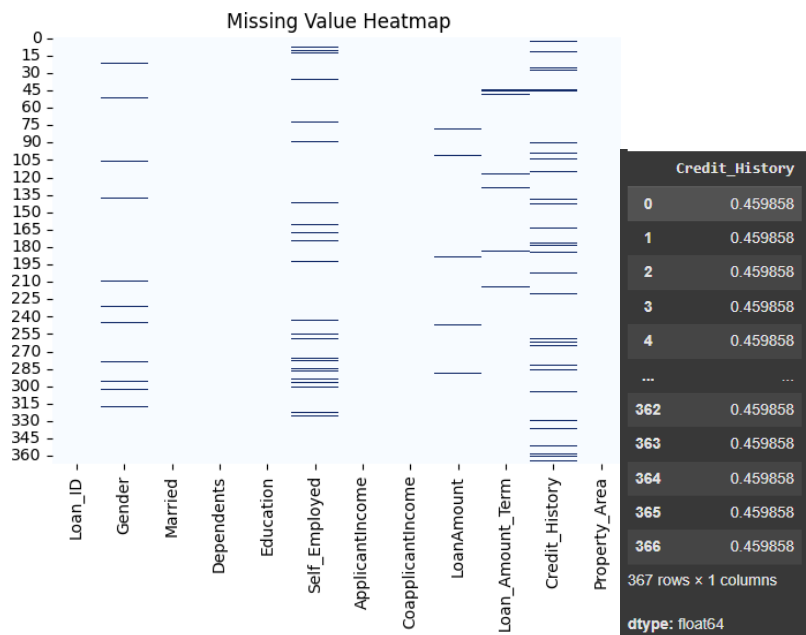 Missing Value Heatmap
0
15
30
45
60
75
90
105
120
135
150
165
180
195
210
225
240
255
270
285
300
315
330
345
360
Loan_ID
Gender
Married
Dependents
Education
Self_Employed
ApplicantIncome
CoapplicantIncome
LoanAmount
Loan_Amount_Term
Credit_History
Property_Area
Credit_History
0 0.459858
1 0.459858
2 0.459858
3 0.459858
4 0.459858
... ...
362 0.459858
363 0.459858
364 0.459858
365 0.459858
366 0.459858
367 rows × 1 columns
dtype: float64